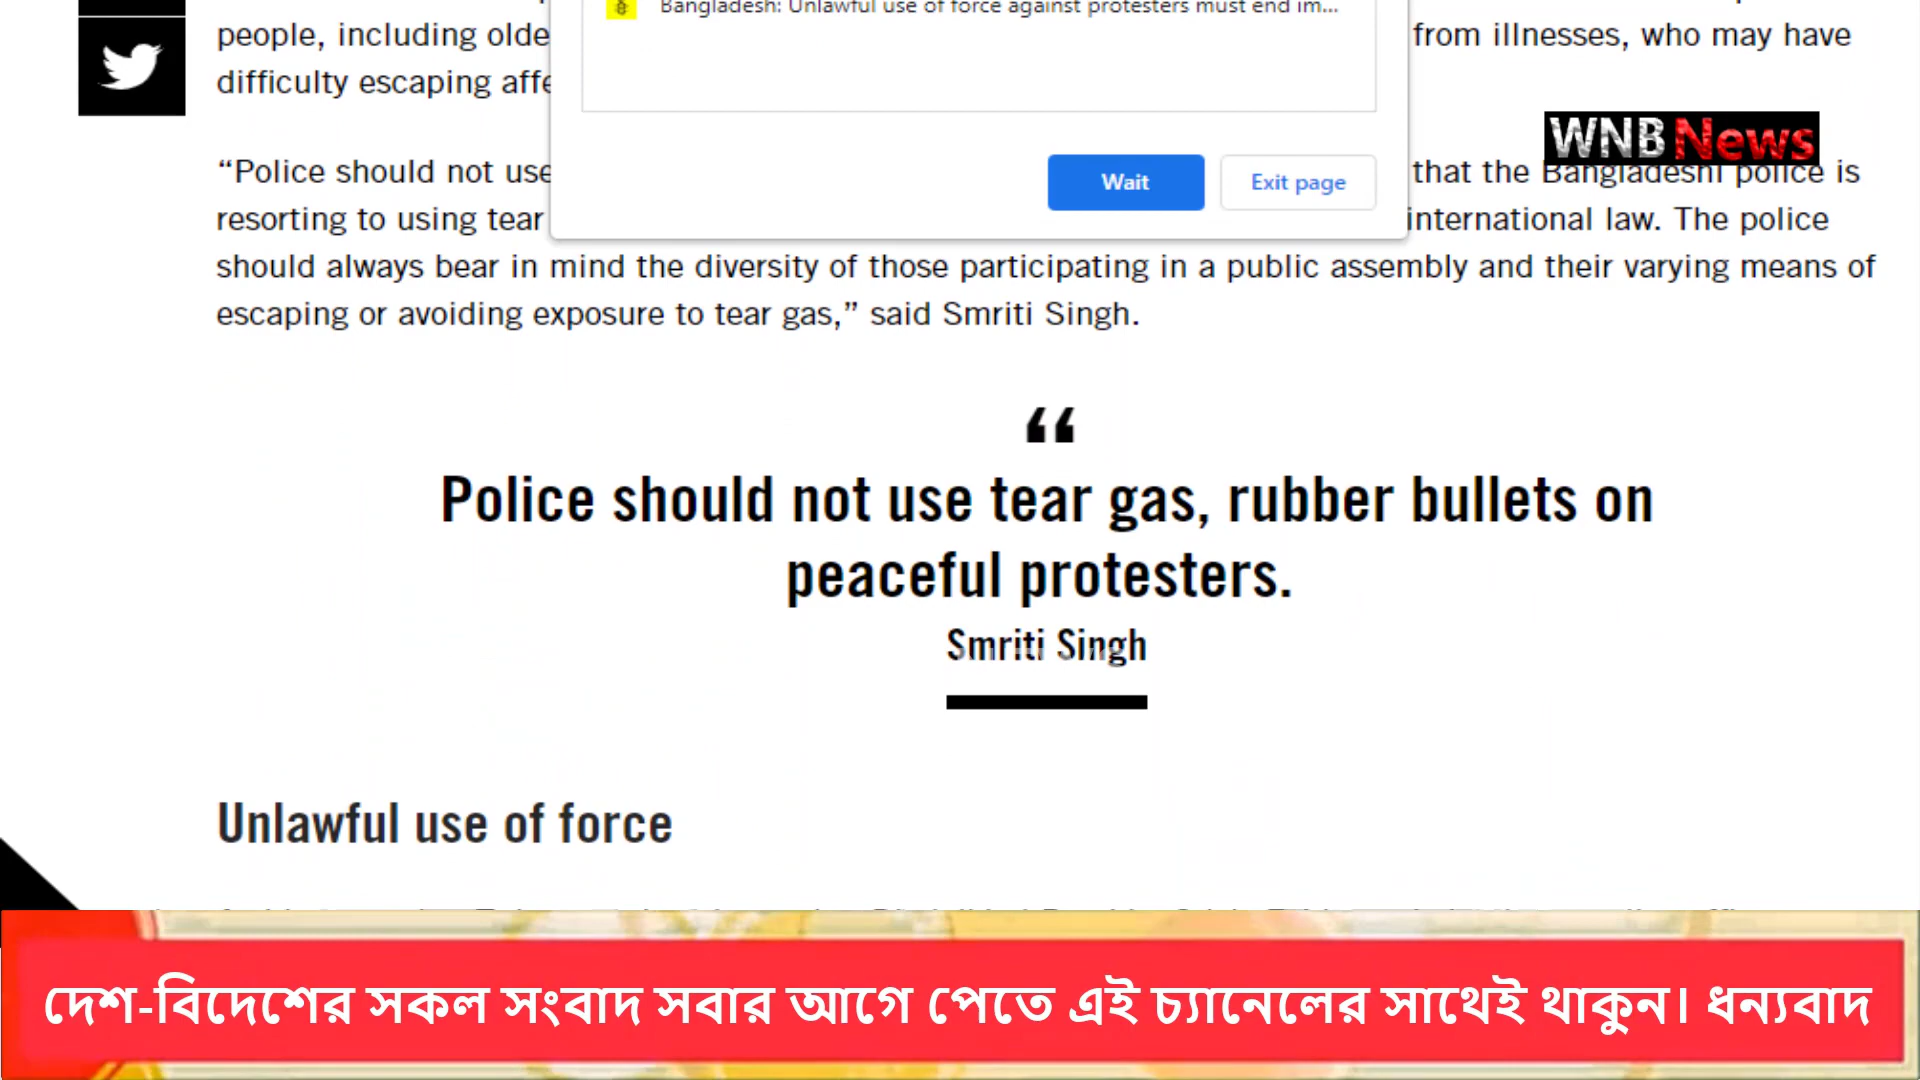 Bangladesh: Unlawful use of force against protesters must end im...
people, including olde
from illnesses, who may have
difficulty escaping affe
WNB News
Wait
Exit page
“Police should not use
that the Bangladeshi police is
resorting to using tear
international law. The police
should always bear in mind the diversity of those participating in a public assembly and their varying means of
escaping or avoiding exposure to tear gas,” said Smriti Singh.
“
Police should not use tear gas, rubber bullets on
peaceful protesters.
Smriti Singh
Unlawful use of force
দেশ-বিদেশের সকল সংবাদ সবার আগে পেতে এই চ্যানেলের সাথেই থাকুন। ধন্যবাদ